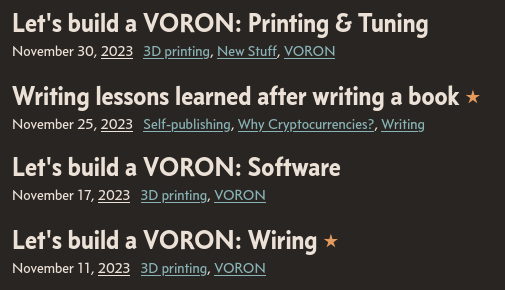 Let's build a VORON: Printing & Tuning
November 30, 2023 3D printing, New Stuff, VORON
Writing lessons learned after writing a book ★
November 25, 2023 Self-publishing, Why Cryptocurrencies?, Writing
Let's build a VORON: Software
November 17, 2023 3D printing, VORON
Let's build a VORON: Wiring ★
November 11, 2023 3D printing, VORON